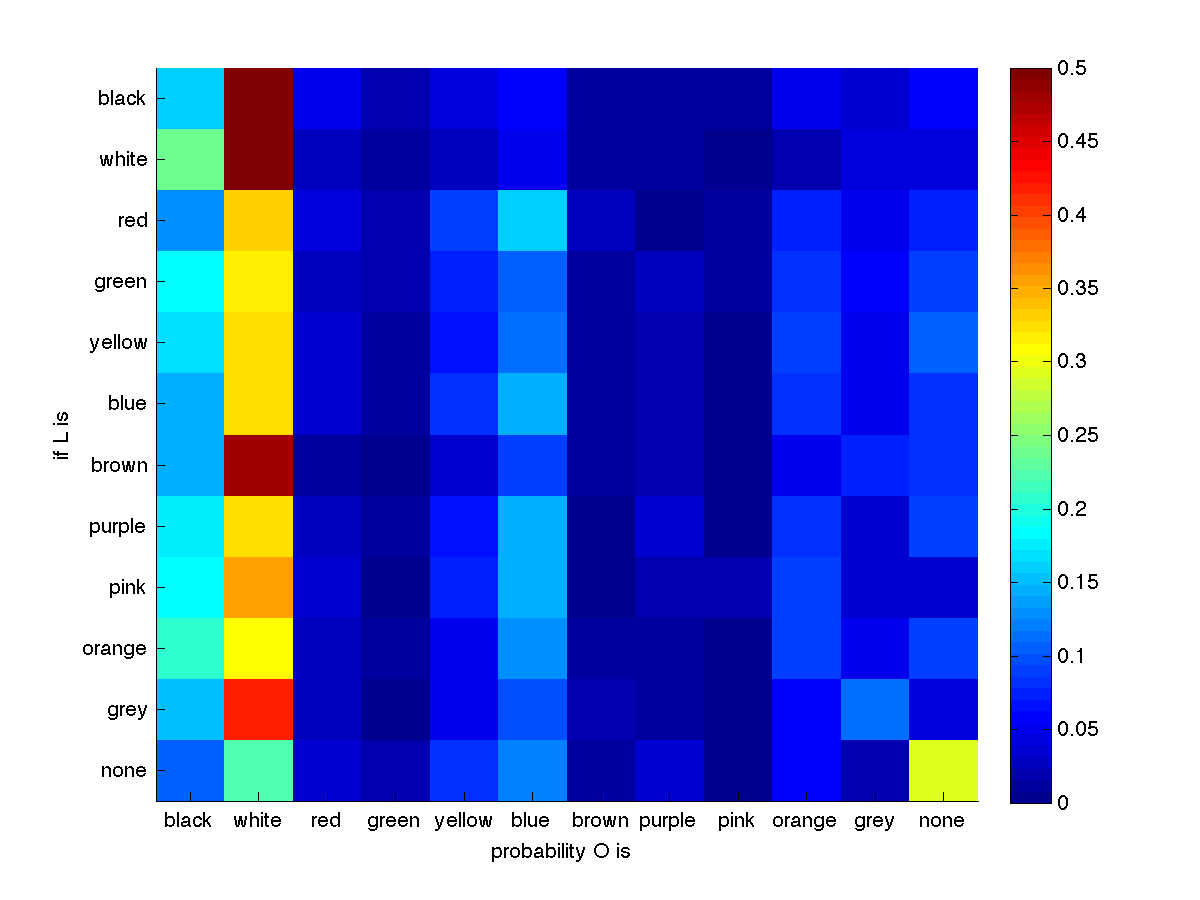 black
white
red
green
yellow
blue
brown
purple
pink
orange
grey
none
if L is
black white red green yellow blue brown purple pink orange grey none
probability O is
0.5
0.45
0.4
0.35
0.3
0.25
0.2
0.15
0.1
0.05
0